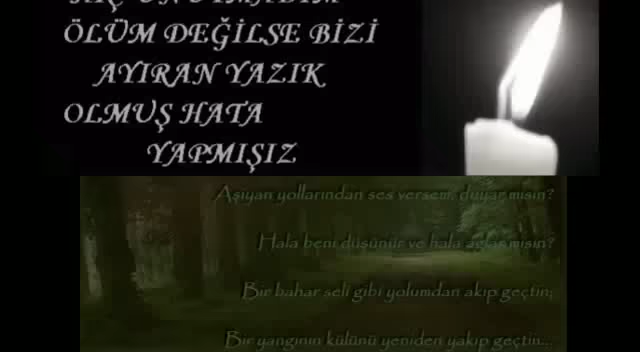 ÖLÜM DEĞİLSE BİZİ
AYIRAN YAZIK
OLMUŞ HATA
YAPMIŞIZ
Aşiyan yollarından ses versem, duyar mısın?
Hala beni düşünür ve hala ağlar mısın?
Bir bahar seli gibi yolumdan akıp geçtin;
Bir yangının külünü yeniden yakıp geçtin...